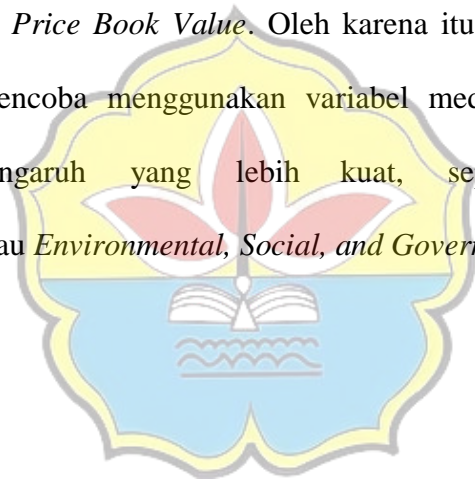 Price Book Value. Oleh karena itu
encoba menggunakan variabel med
ngaruh yang lebih kuat, se
au Environmental, Social, and Govern